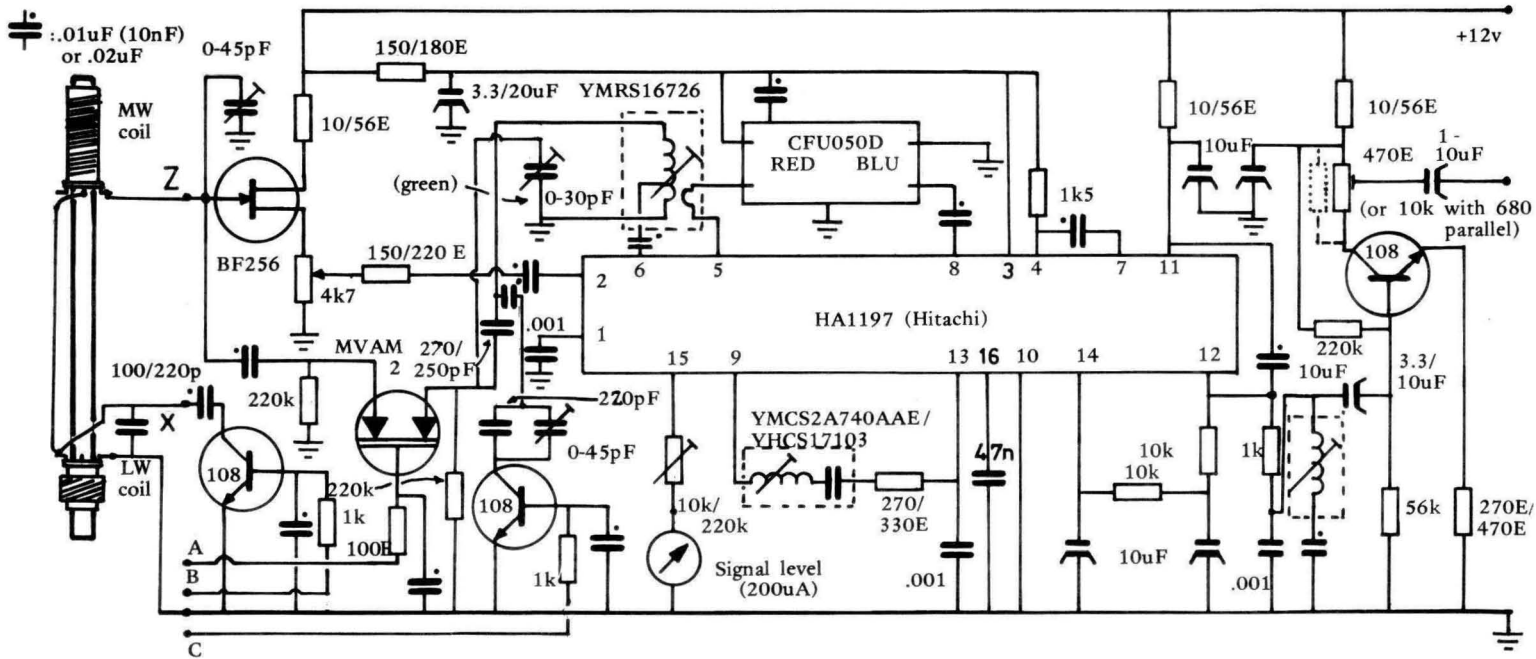 :.01uF (10nF)
or .02uF
MW
coil
0-45pF
150/180E
3.3/20uF
YMRS16726
10/56E
CFU050D
RED BLU
(green)
0-30pF
1k5
10/56E
10uF
10/56E
+12v
1-
10uF
470E
(or 10k with 680
parallel)
Z
BF256
150/220 E
4k7
6 5 8 3 4 7 11
2
1
HA1197 (Hitachi)
15 9 13 16 10 14 12
108
220k
.001
MVAM
2
270/
250pF
100/220p
220k
X
LW
coil
108
220pF
0-45pF
220k
108
1k
100E
1k
A
B
C
10k/
220k
Signal level
(200uA)
YMCS2A740AAE/
YHCS17103
270/
330E
47n
.001
10k
10k
10uF
1k
10uF
3.3/
10uF
.001
56k
270E/
470E